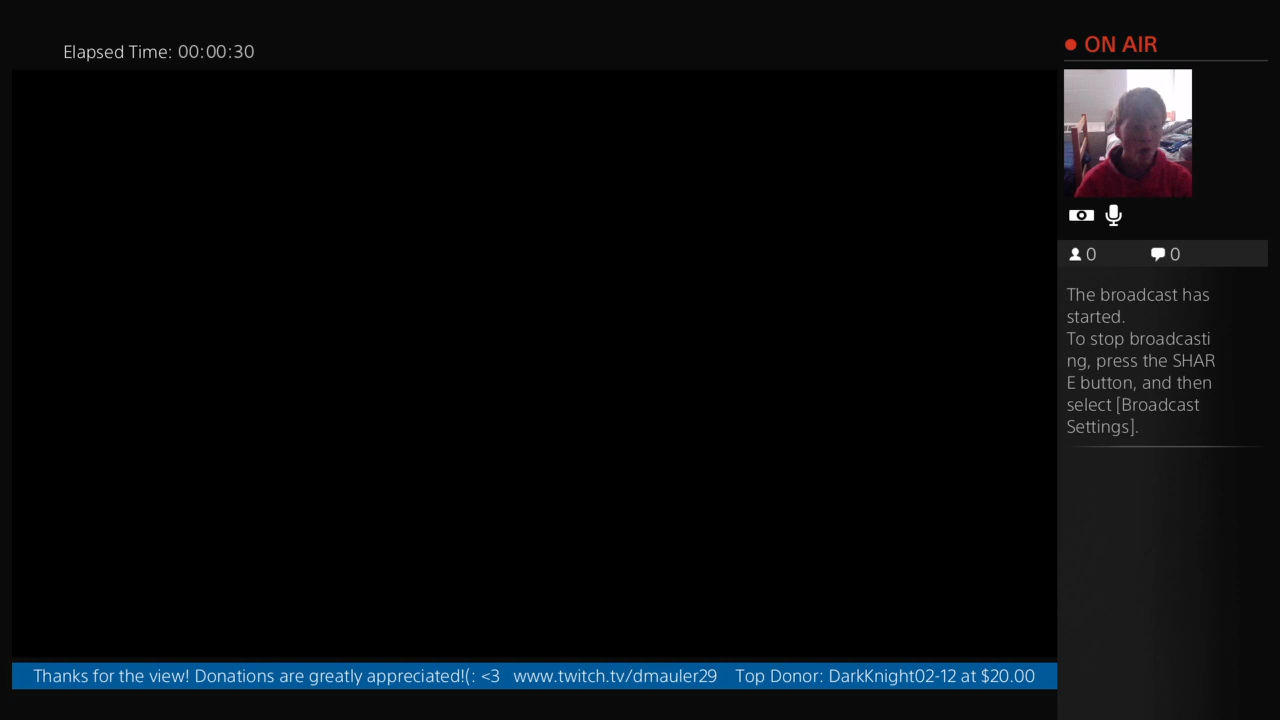 Elapsed Time: 00:00:30
ON AIR
0 0
The broadcast has
started.
To stop broadcasti
ng, press the SHAR
E button, and then
select [Broadcast
Settings].
Thanks for the view! Donations are greatly appreciated!(: <3 www.twitch.tv/dmauler29 Top Donor: DarkKnight02-12 at $20.00